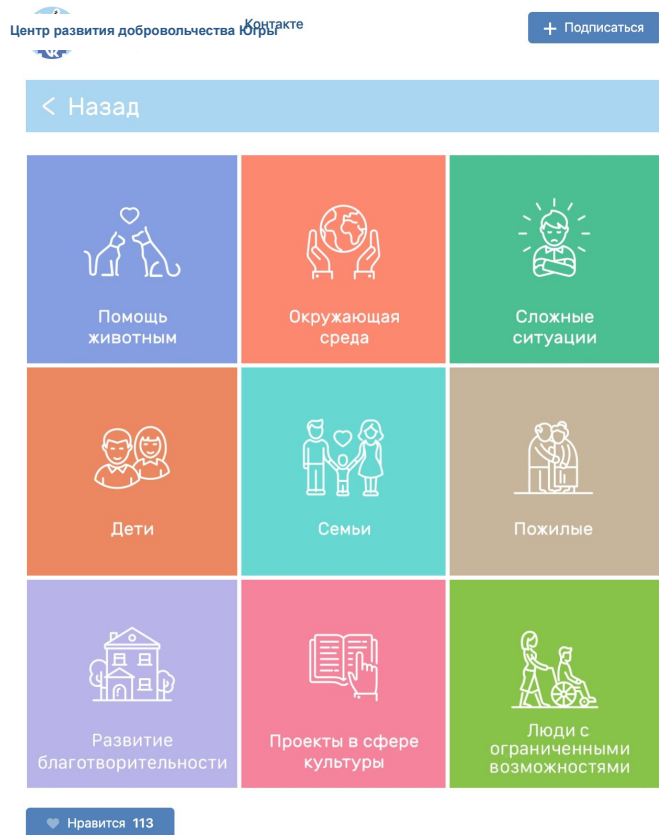 Центр развития добровольчества Югры
Контакте
Подписаться
Назад
Помощь
животным
Окружающая
среда
Сложные
ситуации
Дети
Семьи
Пожилые
Развитие
благотворительности
Проекты в сфере
культуры
Люди с
ограниченными
возможностями
Нравится 113